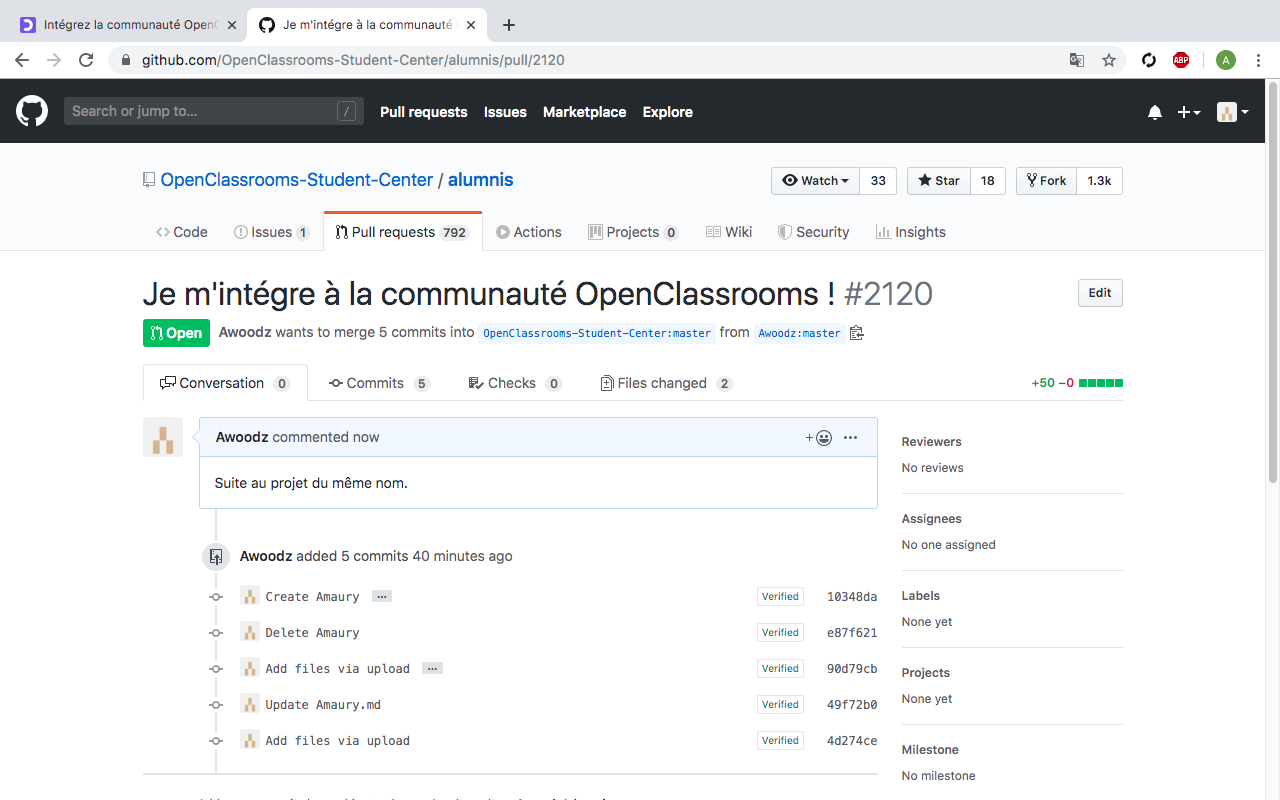 Intégrez la communauté Open
Je m'intégre à la communauté
github.com/OpenClassrooms-Student-Center/alumnis/pull/2120
ABP
A
Search or jump to...
/
Pull requests Issues Marketplace Explore
OpenClassrooms-Student-Center / alumnis
Watch 33 Star 18 Fork 1.3k
Code Issues 1 Pull requests 792 Actions Projects 0 Wiki Security Insights
Je m'intégre à la communauté OpenClassrooms ! #2120
Edit
Open Awoodz wants to merge 5 commits into OpenClassrooms-Student-Center:master from Awoodz:master
Conversation 0 Commits 5 Checks 0 Files changed 2 +50 −0
Awoodz commented now
Suite au projet du même nom.
Awoodz added 5 commits 40 minutes ago
Create Amaury ... Verified 10348da
Delete Amaury Verified e87f621
Add files via upload ... Verified 90d79cb
Update Amaury.md Verified 49f72b0
Add files via upload Verified 4d274ce
Reviewers
No reviews
Assignees
No one assigned
Labels
None yet
Projects
None yet
Milestone
No milestone